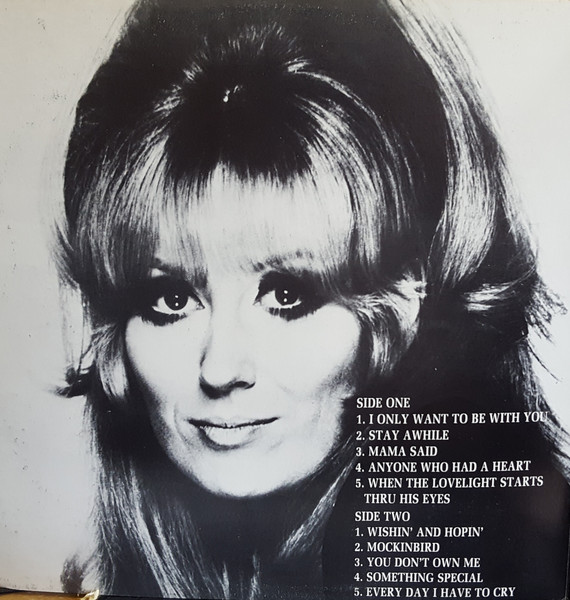 SIDE ONE
1. I ONLY WANT TO BE WITH YOU
2. STAY AWHILE
3. MAMA SAID
4. ANYONE WHO HAD A HEART
5. WHEN THE LOVELIGHT STARTS
THRU HIS EYES
SIDE TWO
1. WISHIN' AND HOPIN'
2. MOCKINBIRD
3. YOU DON'T OWN ME
4. SOMETHING SPECIAL
5. EVERY DAY I HAVE TO CRY